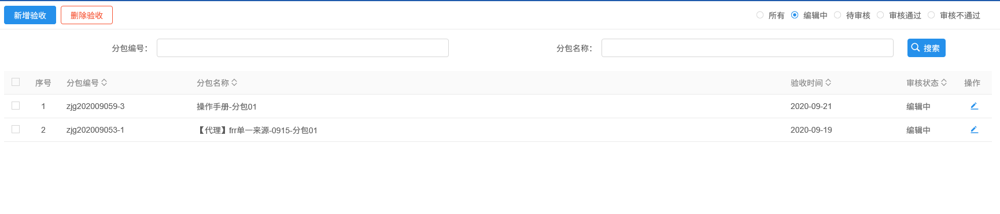 新增验收 删除验收 所有 编辑中 待审核 审核通过 审核不通过
分包编号： 分包名称： 搜索
序号 分包编号 分包名称 验收时间 审核状态 操作
1 zjg202009059-3 操作手册-分包01 2020-09-21 编辑中
2 zjg202009053-1 【代理】frr单一来源-0915-分包01 2020-09-19 编辑中